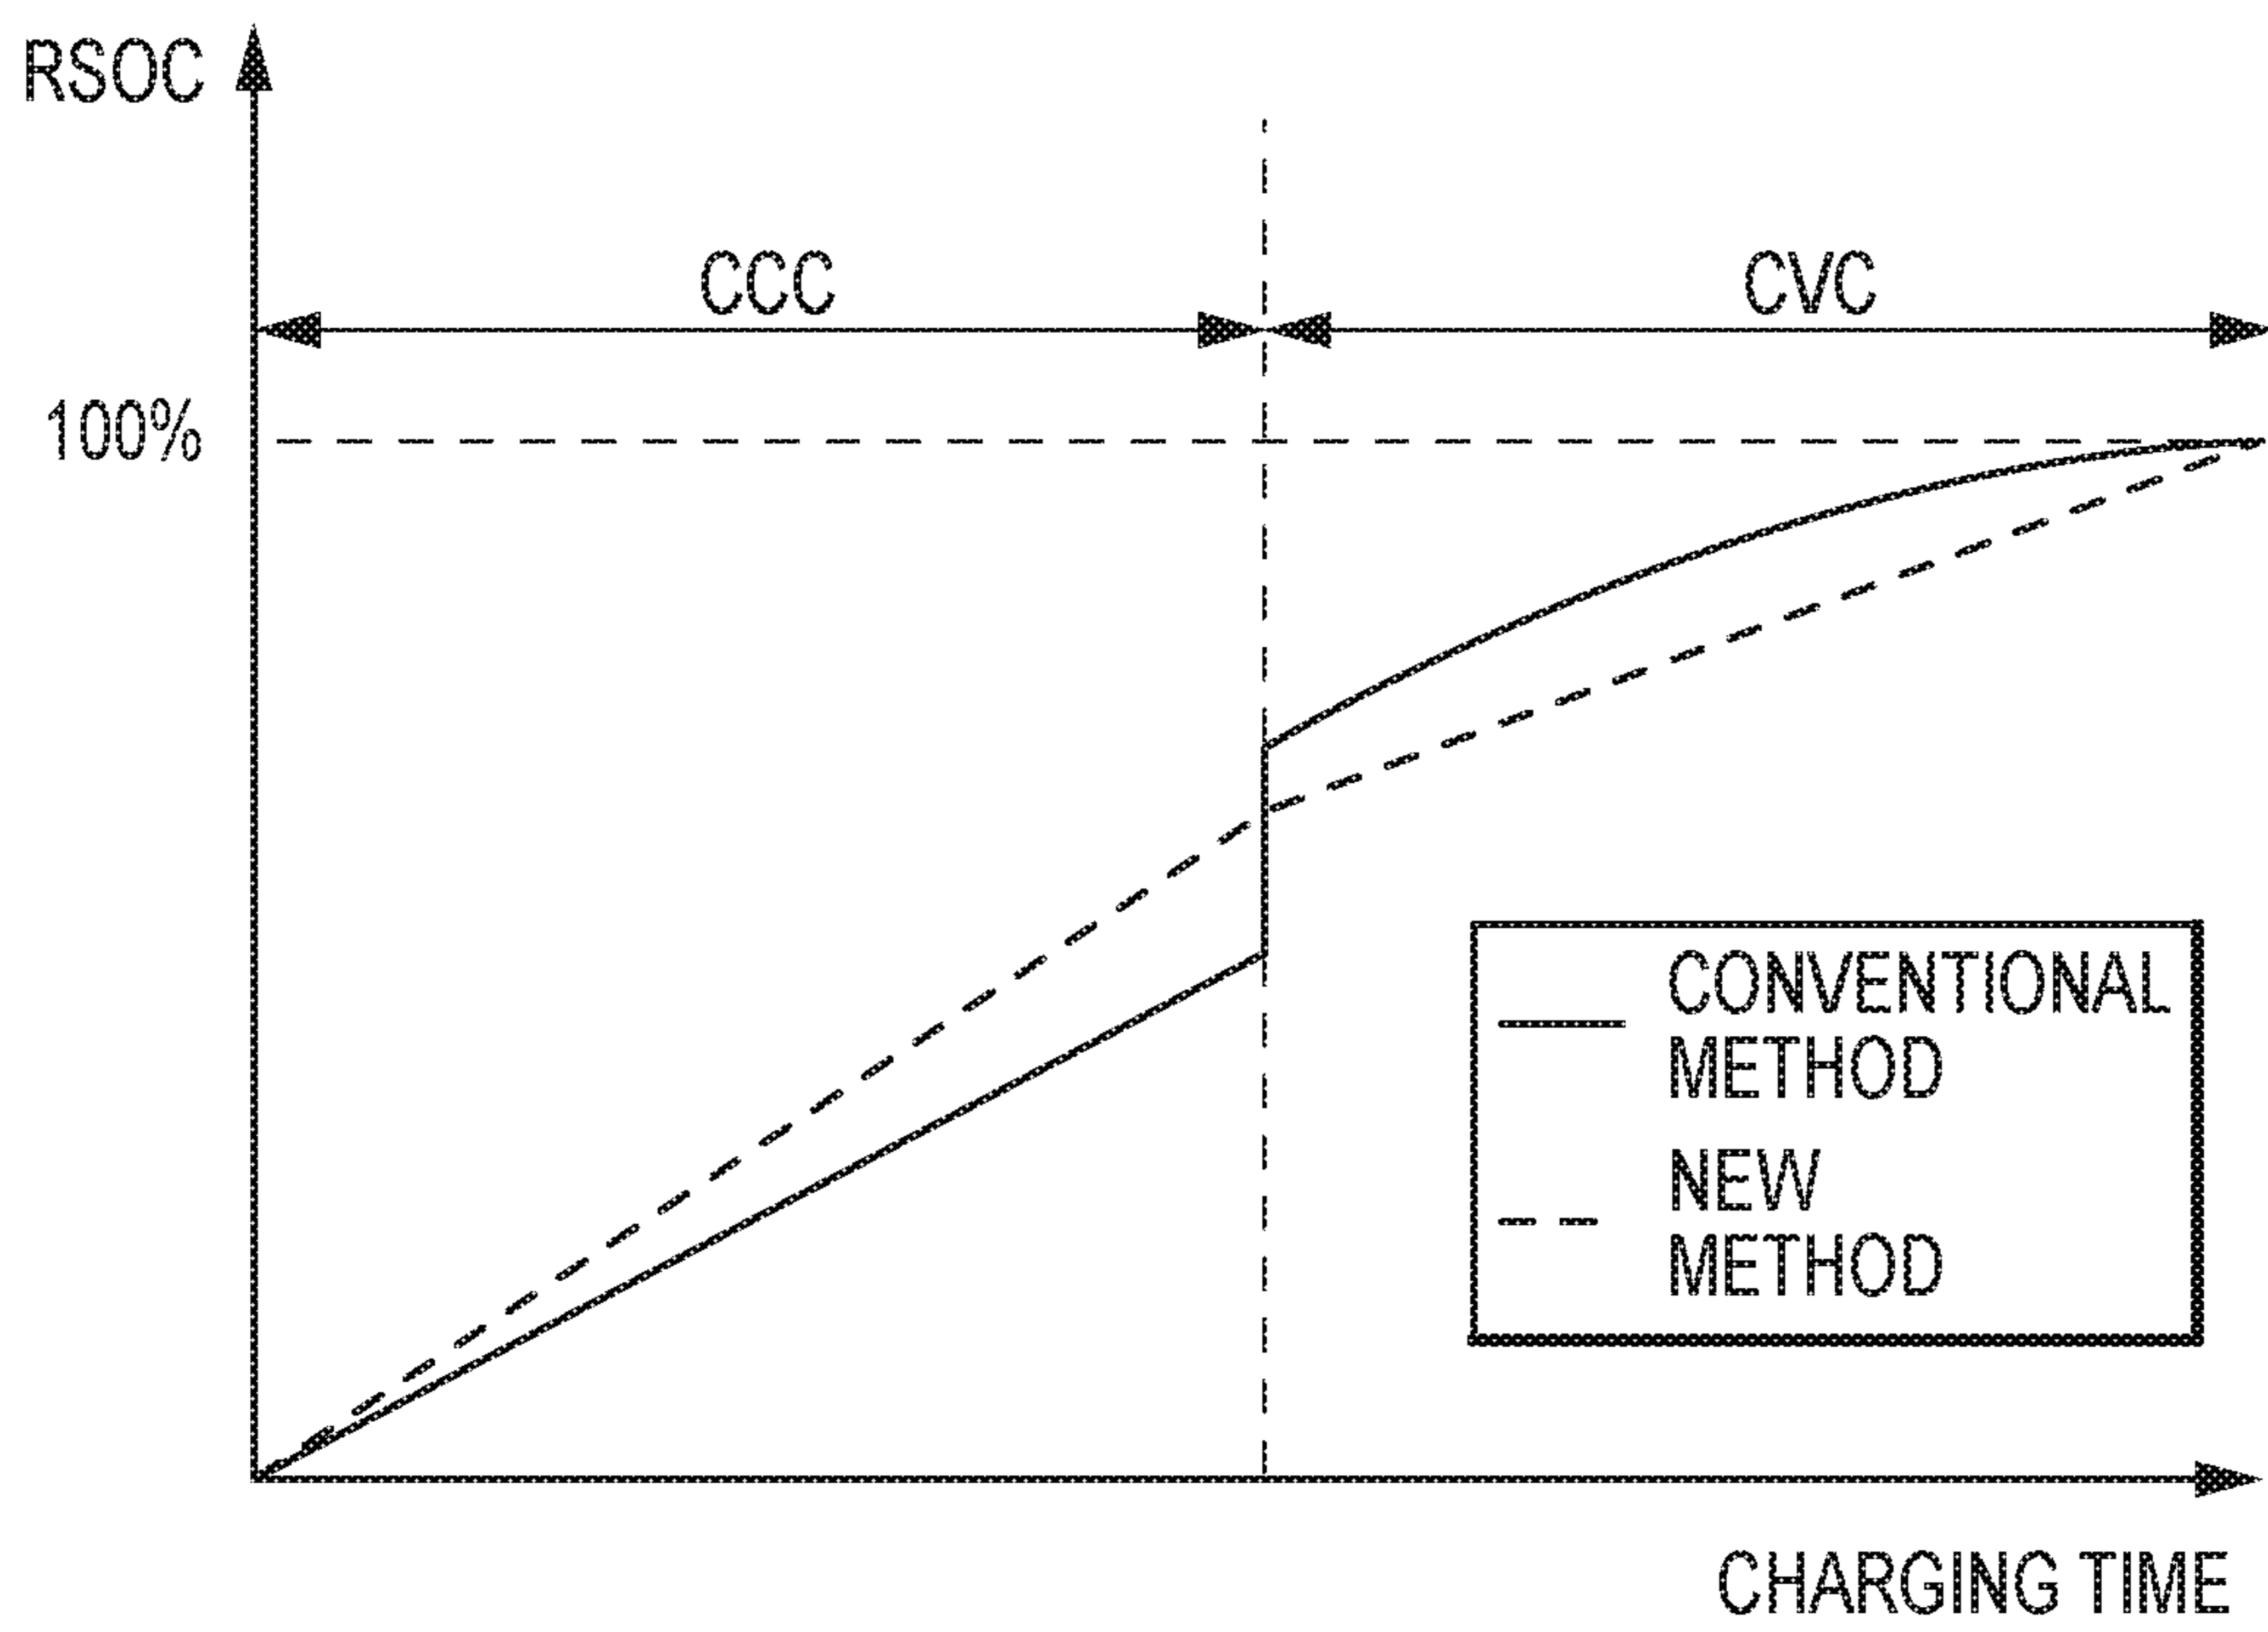 RSOC
CCC
CVC
100%
CONVENTIONAL
METHOD
NEW
METHOD
CHARGING TIME